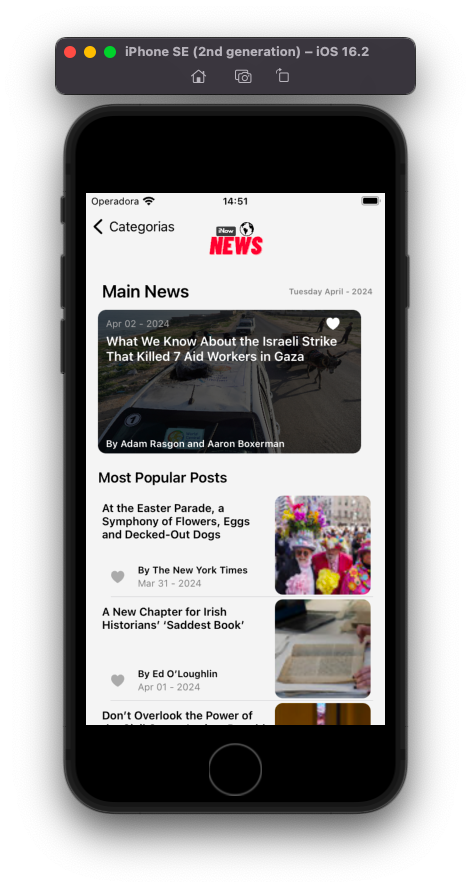 iPhone SE (2nd generation) – iOS 16.2
Operadora
14:51
Categorias
iNow
NEWS
Main News
Tuesday April - 2024
Apr 02 - 2024
What We Know About the Israeli Strike
That Killed 7 Aid Workers in Gaza
By Adam Rasgon and Aaron Boxerman
Most Popular Posts
At the Easter Parade, a
Symphony of Flowers, Eggs
and Decked-Out Dogs
By The New York Times
Mar 31 - 2024
A New Chapter for Irish
Historians’ ‘Saddest Book’
By Ed O’Loughlin
Apr 01 - 2024
Don’t Overlook the Power of